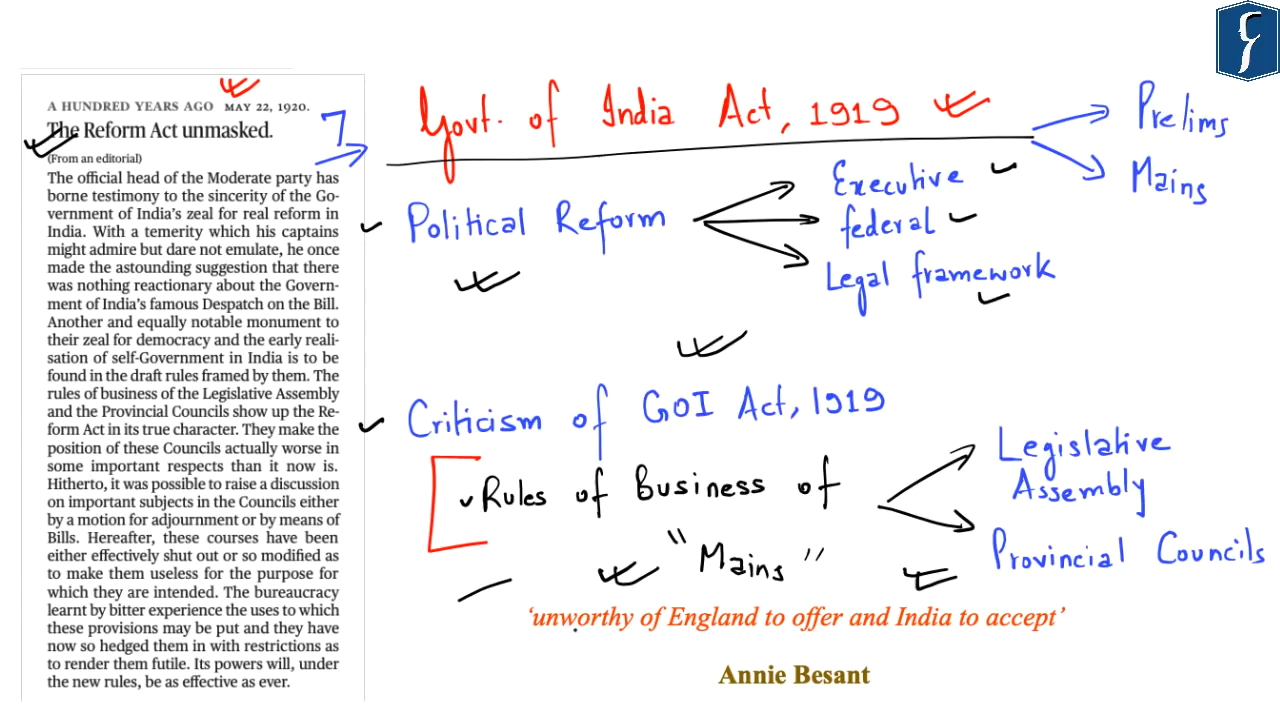 A HUNDRED YEARS AGO MAY 22, 1920.
The Reform Act unmasked.
(From an editorial)
The official head of the Moderate party has
borne testimony to the sincerity of the Go-
vernment of India's zeal for real reform in
India. With a temerity which his captains
might admire but dare not emulate, he once
made the astounding suggestion that there
was nothing reactionary about the Govern-
ment of India's famous Despatch on the Bill.
Another and equally notable monument to
their zeal for democracy and the early reali-
sation of self-Government in India is to be
found in the draft rules framed by them. The
rules of business of the Legislative Assembly
and the Provincial Councils show up the Re-
form Act in its true character. They make the
position of these Councils actually worse in
some important respects than it now is.
Hitherto, it was possible to raise a discussion
on important subjects in the Councils either
by a motion for adjournment or by means of
Bills. Hereafter, these courses have been
either effectively shut out or so modified as
to make them useless for the purpose for
which they are intended. The bureaucracy
learnt by bitter experience the uses to which
these provisions may be put and they have
now so hedged them in with restrictions as
to render them futile. Its powers will, under
the new rules, be as effective as ever.
Govt. of India Act, 1919
Prelims
Mains
Political Reform
Executive
federal
Legal framework
Criticism of GOI Act, 1919
Rules of Business of
Legislative
Assembly
Provincial Councils
"Mains"
'unworthy of England to offer and India to accept'
Annie Besant